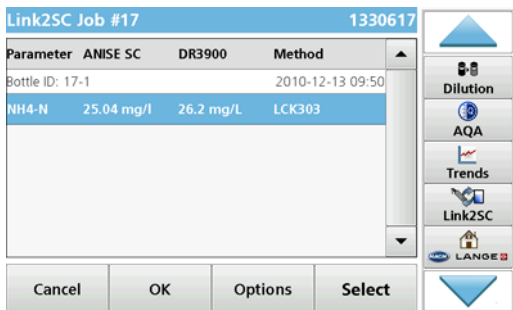 Link2SC Job #17 1330617
Parameter ANISE SC DR3900 Method
Bottle ID: 17-1 2010-12-13 09:50
NH4-N 25.04 mg/l 26.2 mg/L LCK303
Cancel OK Options Select
Dilution
AQA
Trends
Link2SC
HACH LANGE